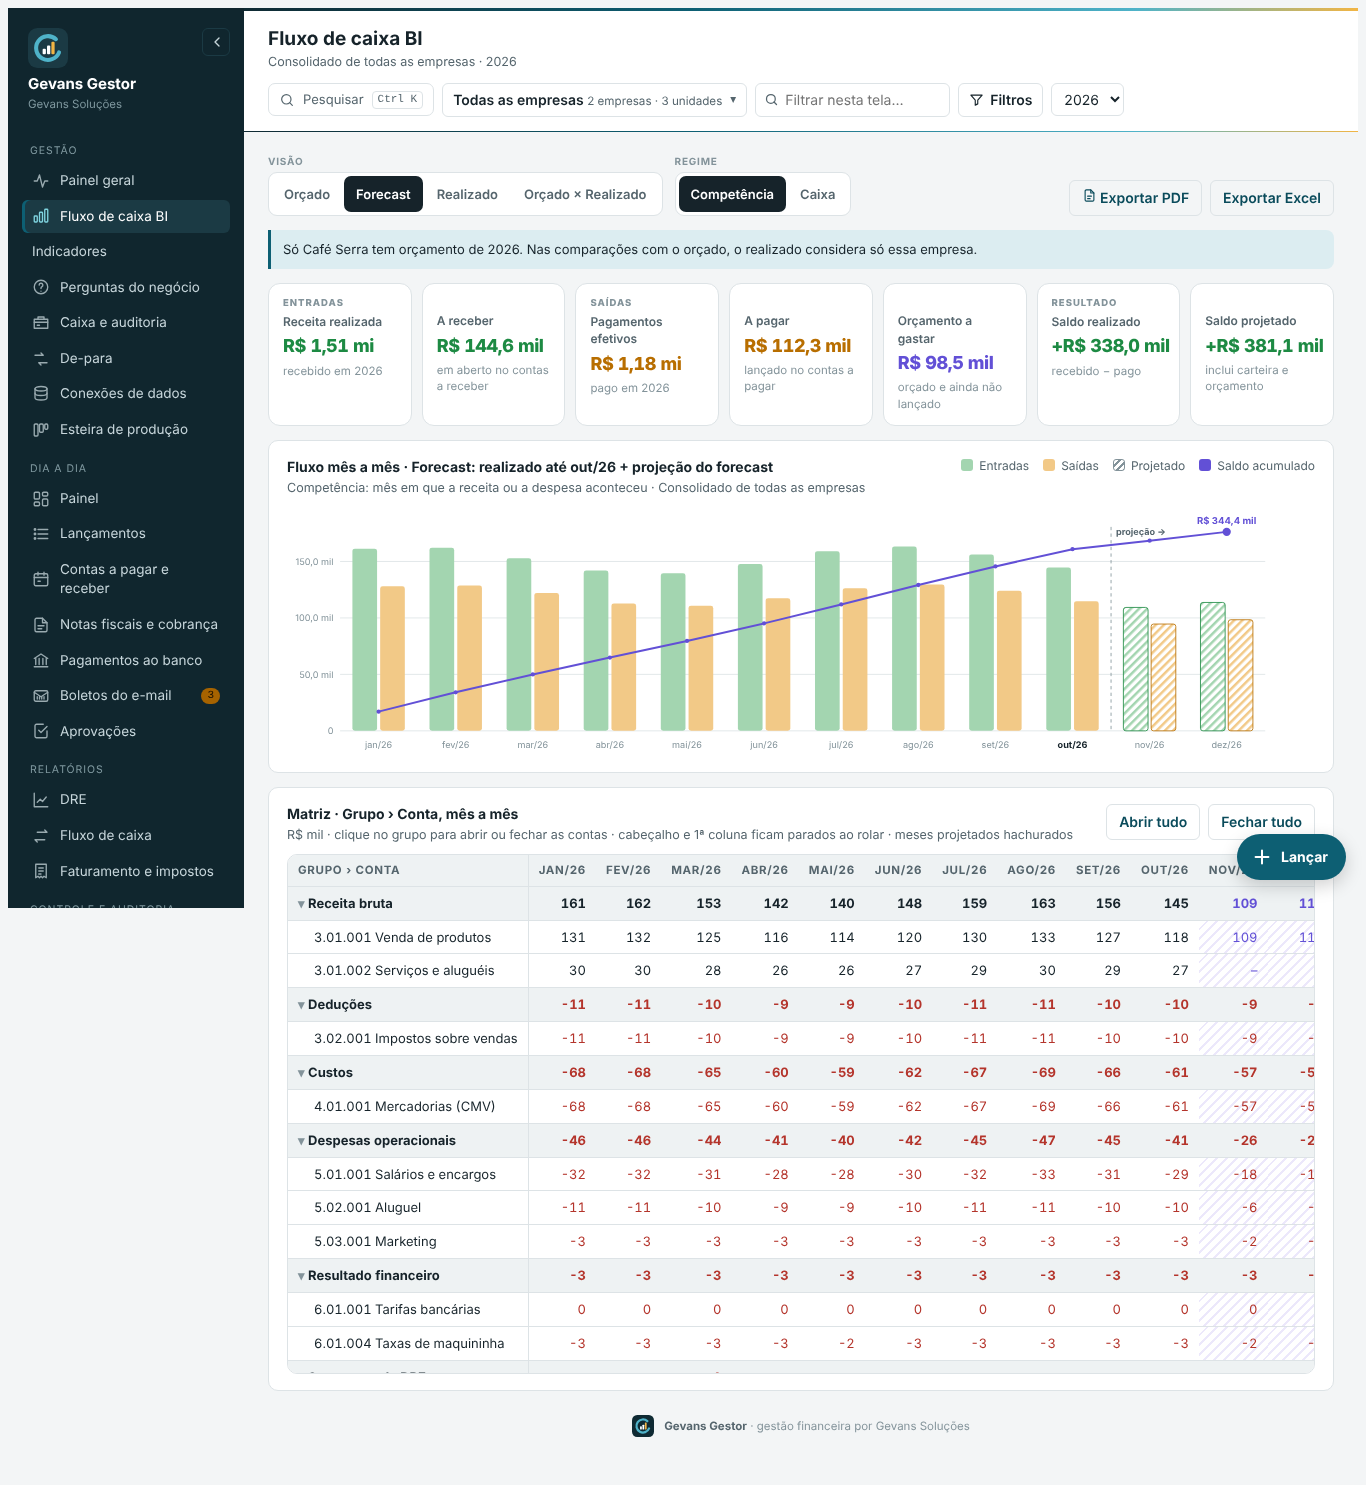 Gevans Gestor
Gevans Soluções
GESTÃO
Painel geral
Fluxo de caixa BI
Indicadores
Perguntas do negócio
Caixa e auditoria
De-para
Conexões de dados
Esteira de produção
DIA A DIA
Painel
Lançamentos
Contas a pagar e
receber
Notas fiscais e cobrança
Pagamentos ao banco
Boletos do e-mail 3
Aprovações
RELATÓRIOS
DRE
Fluxo de caixa
Faturamento e impostos
CONTROLE E AUDITORIA
Fluxo de caixa BI
Consolidado de todas as empresas · 2026
Pesquisar Ctrl K Todas as empresas 2 empresas · 3 unidades ▾ Filtrar nesta tela... Filtros 2026
VISÃO REGIME
Orçado Forecast Realizado Orçado × Realizado Competência Caixa Exportar PDF Exportar Excel
Só Café Serra tem orçamento de 2026. Nas comparações com o orçado, o realizado considera só essa empresa.
ENTRADAS
Receita realizada
R$ 1,51 mi
recebido em 2026
A receber
R$ 144,6 mil
em aberto no contas
a receber
SAÍDAS
Pagamentos
efetivos
R$ 1,18 mi
pago em 2026
A pagar
R$ 112,3 mil
lançado no contas a
pagar
Orçamento a
gastar
R$ 98,5 mil
orçado e ainda não
lançado
RESULTADO
Saldo realizado
+R$ 338,0 mil
recebido − pago
Saldo projetado
+R$ 381,1 mil
inclui carteira e
orçamento
Fluxo mês a mês · Forecast: realizado até out/26 + projeção do forecast
Competência: mês em que a receita ou a despesa aconteceu · Consolidado de todas as empresas
Entradas Saídas Projetado Saldo acumulado
R$ 344,4 mil
projeção →
150,0 mil
100,0 mil
50,0 mil
0
jan/26 fev/26 mar/26 abr/26 mai/26 jun/26 jul/26 ago/26 set/26 out/26 nov/26 dez/26
Matriz · Grupo › Conta, mês a mês
R$ mil · clique no grupo para abrir ou fechar as contas · cabeçalho e 1ª coluna ficam parados ao rolar · meses projetados hachurados
Abrir tudo Fechar tudo
Lançar
GRUPO › CONTA JAN/26 FEV/26 MAR/26 ABR/26 MAI/26 JUN/26 JUL/26 AGO/26 SET/26 OUT/26 NOV/
▾ Receita bruta 161 162 153 142 140 148 159 163 156 145 109 11
3.01.001 Venda de produtos 131 132 125 116 114 120 130 133 127 118 109 11
3.01.002 Serviços e aluguéis 30 30 28 26 26 27 29 30 29 27 –
▾ Deduções -11 -11 -10 -9 -9 -10 -11 -11 -10 -10 -9 -
3.02.001 Impostos sobre vendas -11 -11 -10 -9 -9 -10 -11 -11 -10 -10 -9 -
▾ Custos -68 -68 -65 -60 -59 -62 -67 -69 -66 -61 -57 -5
4.01.001 Mercadorias (CMV) -68 -68 -65 -60 -59 -62 -67 -69 -66 -61 -57 -5
▾ Despesas operacionais -46 -46 -44 -41 -40 -42 -45 -47 -45 -41 -26 -2
5.01.001 Salários e encargos -32 -32 -31 -28 -28 -30 -32 -33 -31 -29 -18 -1
5.02.001 Aluguel -11 -11 -10 -9 -9 -10 -11 -11 -10 -10 -6 -
5.03.001 Marketing -3 -3 -3 -3 -3 -3 -3 -3 -3 -3 -2 -
▾ Resultado financeiro -3 -3 -3 -3 -3 -3 -3 -3 -3 -3 -3 -
6.01.001 Tarifas bancárias 0 0 0 0 0 0 0 0 0 0 0
6.01.004 Taxas de maquininha -3 -3 -3 -3 -2 -3 -3 -3 -3 -3 -2 -
Gevans Gestor · gestão financeira por Gevans Soluções